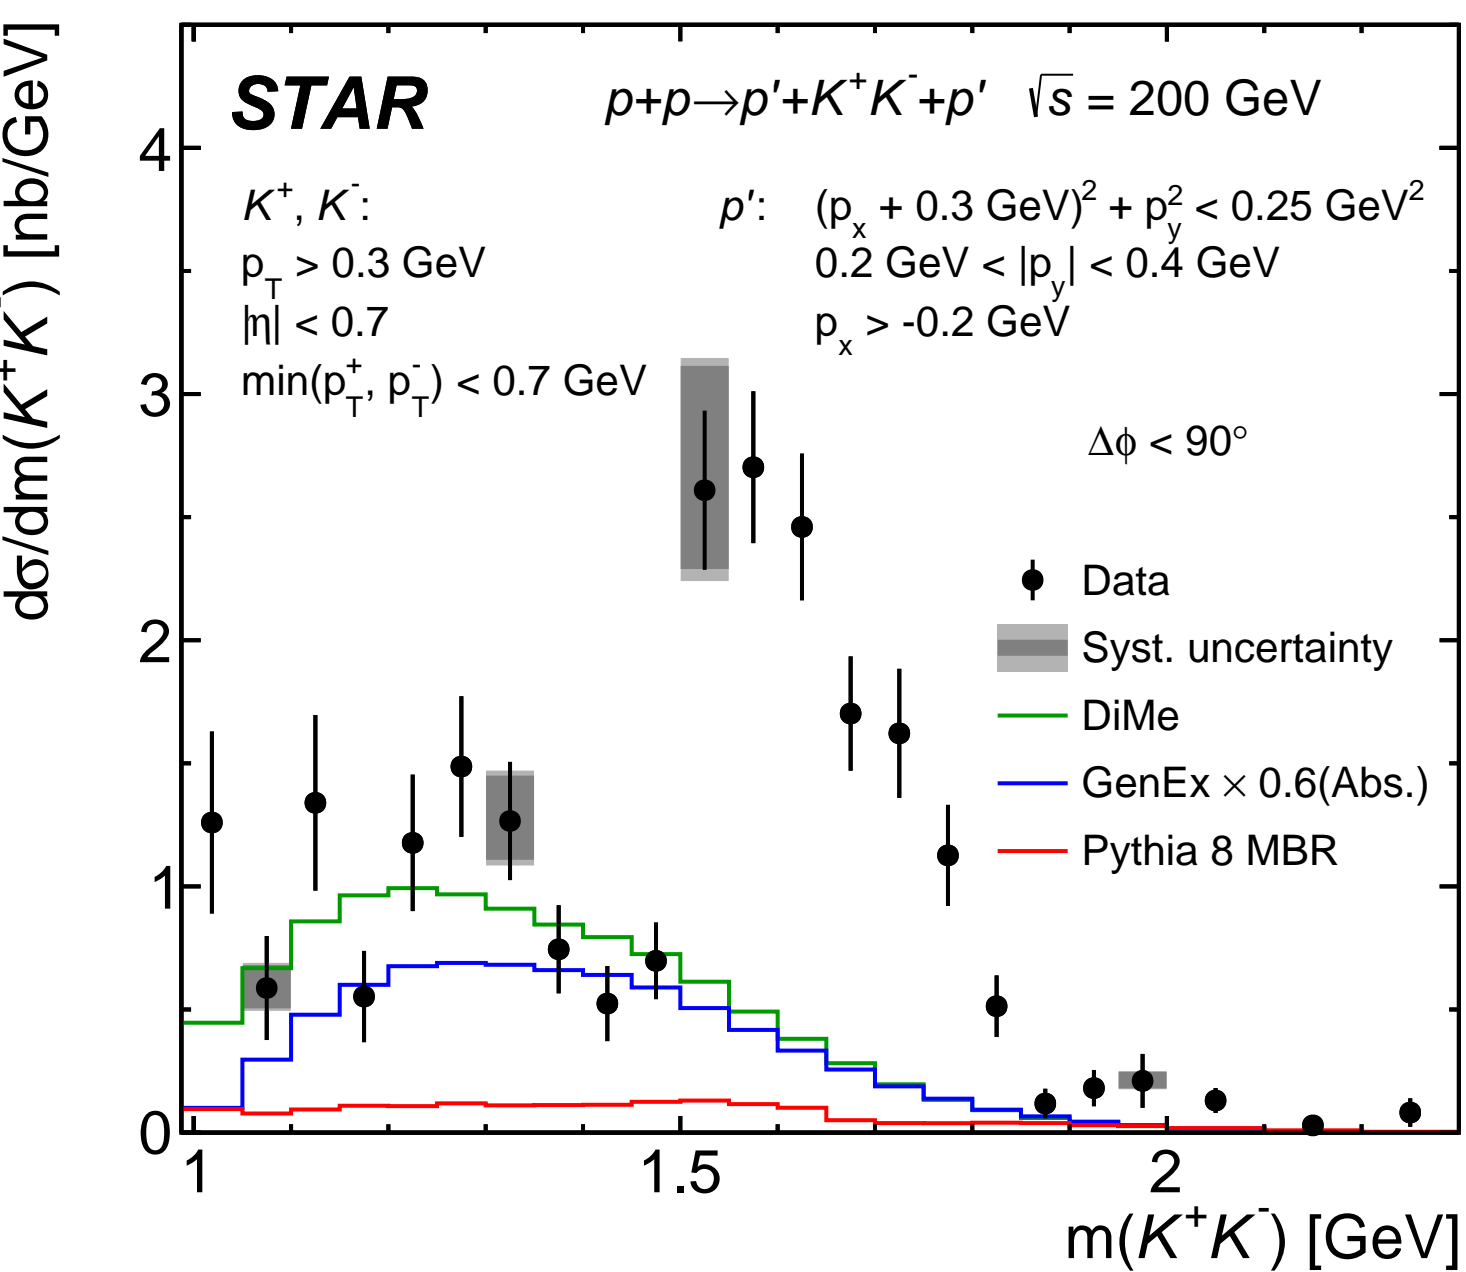 dσ/dm(K⁺K⁻) [nb/GeV]
STAR
p+p→p′+K⁺K⁻+p′ √s = 200 GeV
K⁺, K⁻:
p_T > 0.3 GeV
|η| < 0.7
min(p_T⁺, p_T⁻) < 0.7 GeV
p′: (p_x + 0.3 GeV)² + p_y² < 0.25 GeV²
0.2 GeV < |p_y| < 0.4 GeV
p_x > -0.2 GeV
Δϕ < 90°
Data
Syst. uncertainty
DiMe
GenEx × 0.6(Abs.)
Pythia 8 MBR
4
3
2
1
0
1 1.5 2
m(K⁺K⁻) [GeV]